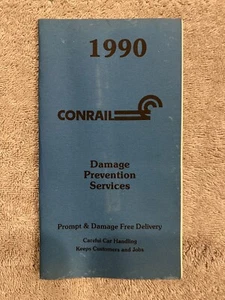 1990
CONRAIL
Damage
Prevention
Services
Prompt & Damage Free Delivery
Careful Car Handling
Keeps Customers and Jobs